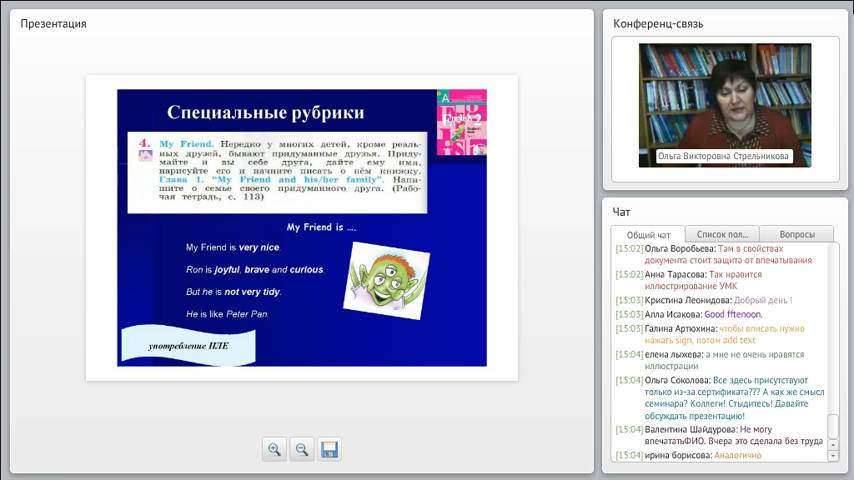 Презентация
Специальные рубрики
A
English 2
4. My Friend. Нередко у многих детей, кроме реаль-
ных друзей, бывают придуманные друзья. Приду-
майте и вы себе друга, дайте ему имя,
нарисуйте его и начните писать о нём книжку.
Глава 1. “My Friend and his/her family”. Напи-
шите о семье своего придуманного друга. (Рабо-
чая тетрадь, с. 113)
My Friend is ….
My Friend is very nice.
Ron is joyful, brave and curious.
But he is not very tidy.
He is like Peter Pan.
употребление ПЛЕ
Конференц-связь
Ольга Викторовна Стрельникова
Чат
Общий чат
Список пол...
Вопросы
[15:02] Ольга Воробьева: Там в свойствах
документа стоит защита от впечатывания
[15:02] Анна Тарасова: Так нравится
иллюстрирование УМК
[15:03] Кристина Леонидова: Добрый день !
[15:03] Алла Исакова: Good fftenoon.
[15:03] Галина Артюхина: чтобы вписать нужно
нажать sign, потом add text
[15:04] елена лыжева: а мне не очень нравятся
иллюстрации
[15:04] Ольга Соколова: Все здесь присутствуют
только из-за сертификата??? А как же смысл
семинара? Коллеги! Стыдитесь! Давайте
обсуждать презентацию!
[15:04] Валентина Шайдурова: Не могу
впечататьФИО. Вчера это сделала без труда
[15:04] ирина борисова: Аналогично